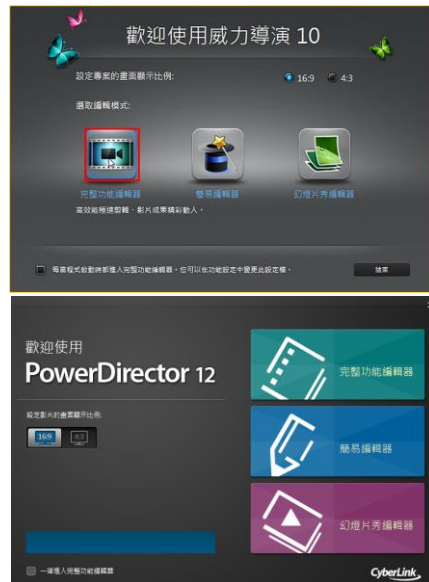 歡迎使用威力導演 10
設定專案的畫面顯示比例:
16:9
4:3
選取編輯模式:
完整功能編輯器
簡易編輯器
幻燈片秀編輯器
高效能極速剪輯，影片成果精彩動人。
每當程式啟動時都進入完整功能編輯器。您可以在功能設定中變更此設定檔。
結束
歡迎使用
PowerDirector 12
設定影片的畫面顯示比例:
16:9
4:3
完整功能編輯器
簡易編輯器
幻燈片秀編輯器
一律進入完整功能編輯器
CyberLink